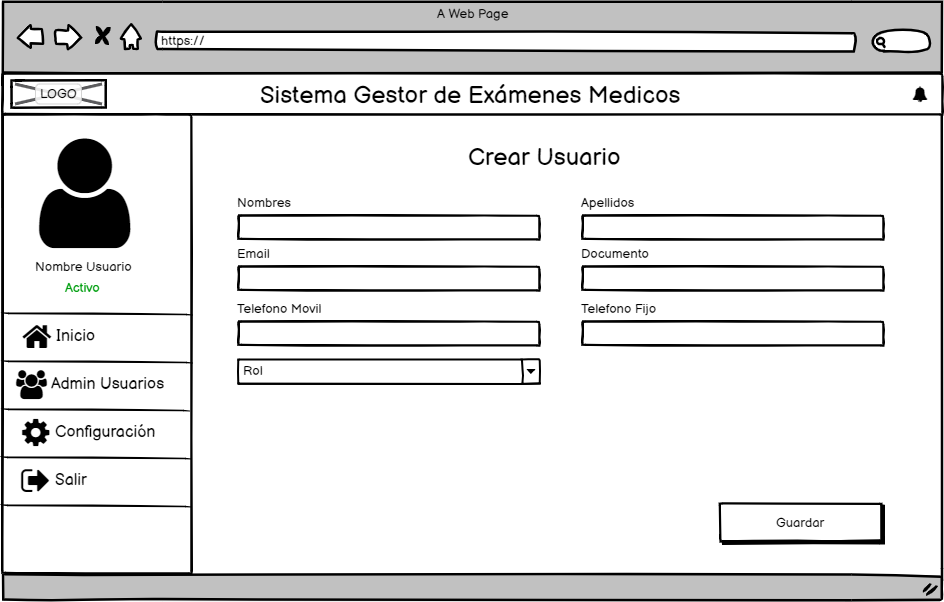 A Web Page
https://
LOGO
Sistema Gestor de Exámenes Medicos
Nombre Usuario
Activo
Inicio
Admin Usuarios
Configuración
Salir
Crear Usuario
Nombres
Apellidos
Email
Documento
Telefono Movil
Telefono Fijo
Rol
Guardar